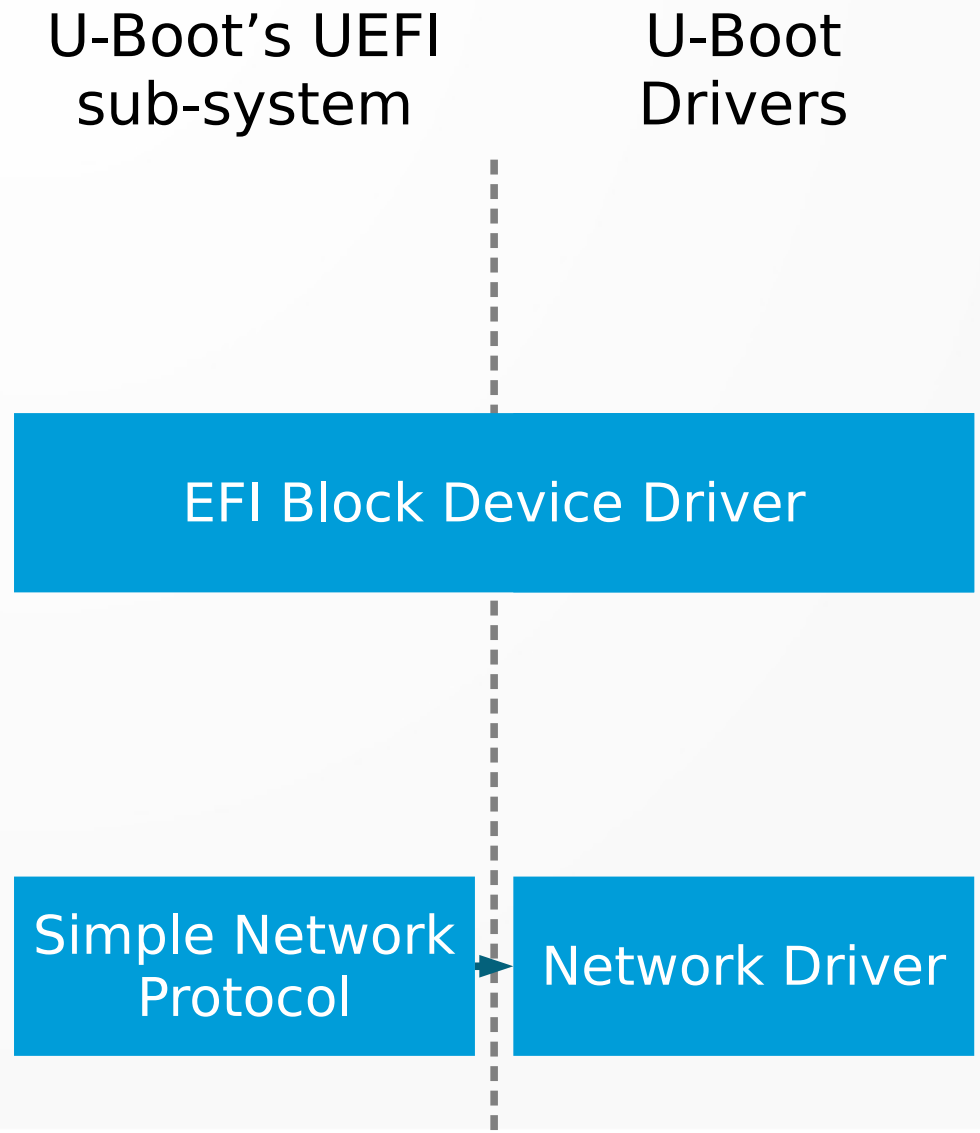 U-Boot’s UEFI
sub-system
U-Boot
Drivers
EFI Block Device Driver
Simple Network
Protocol
Network Driver